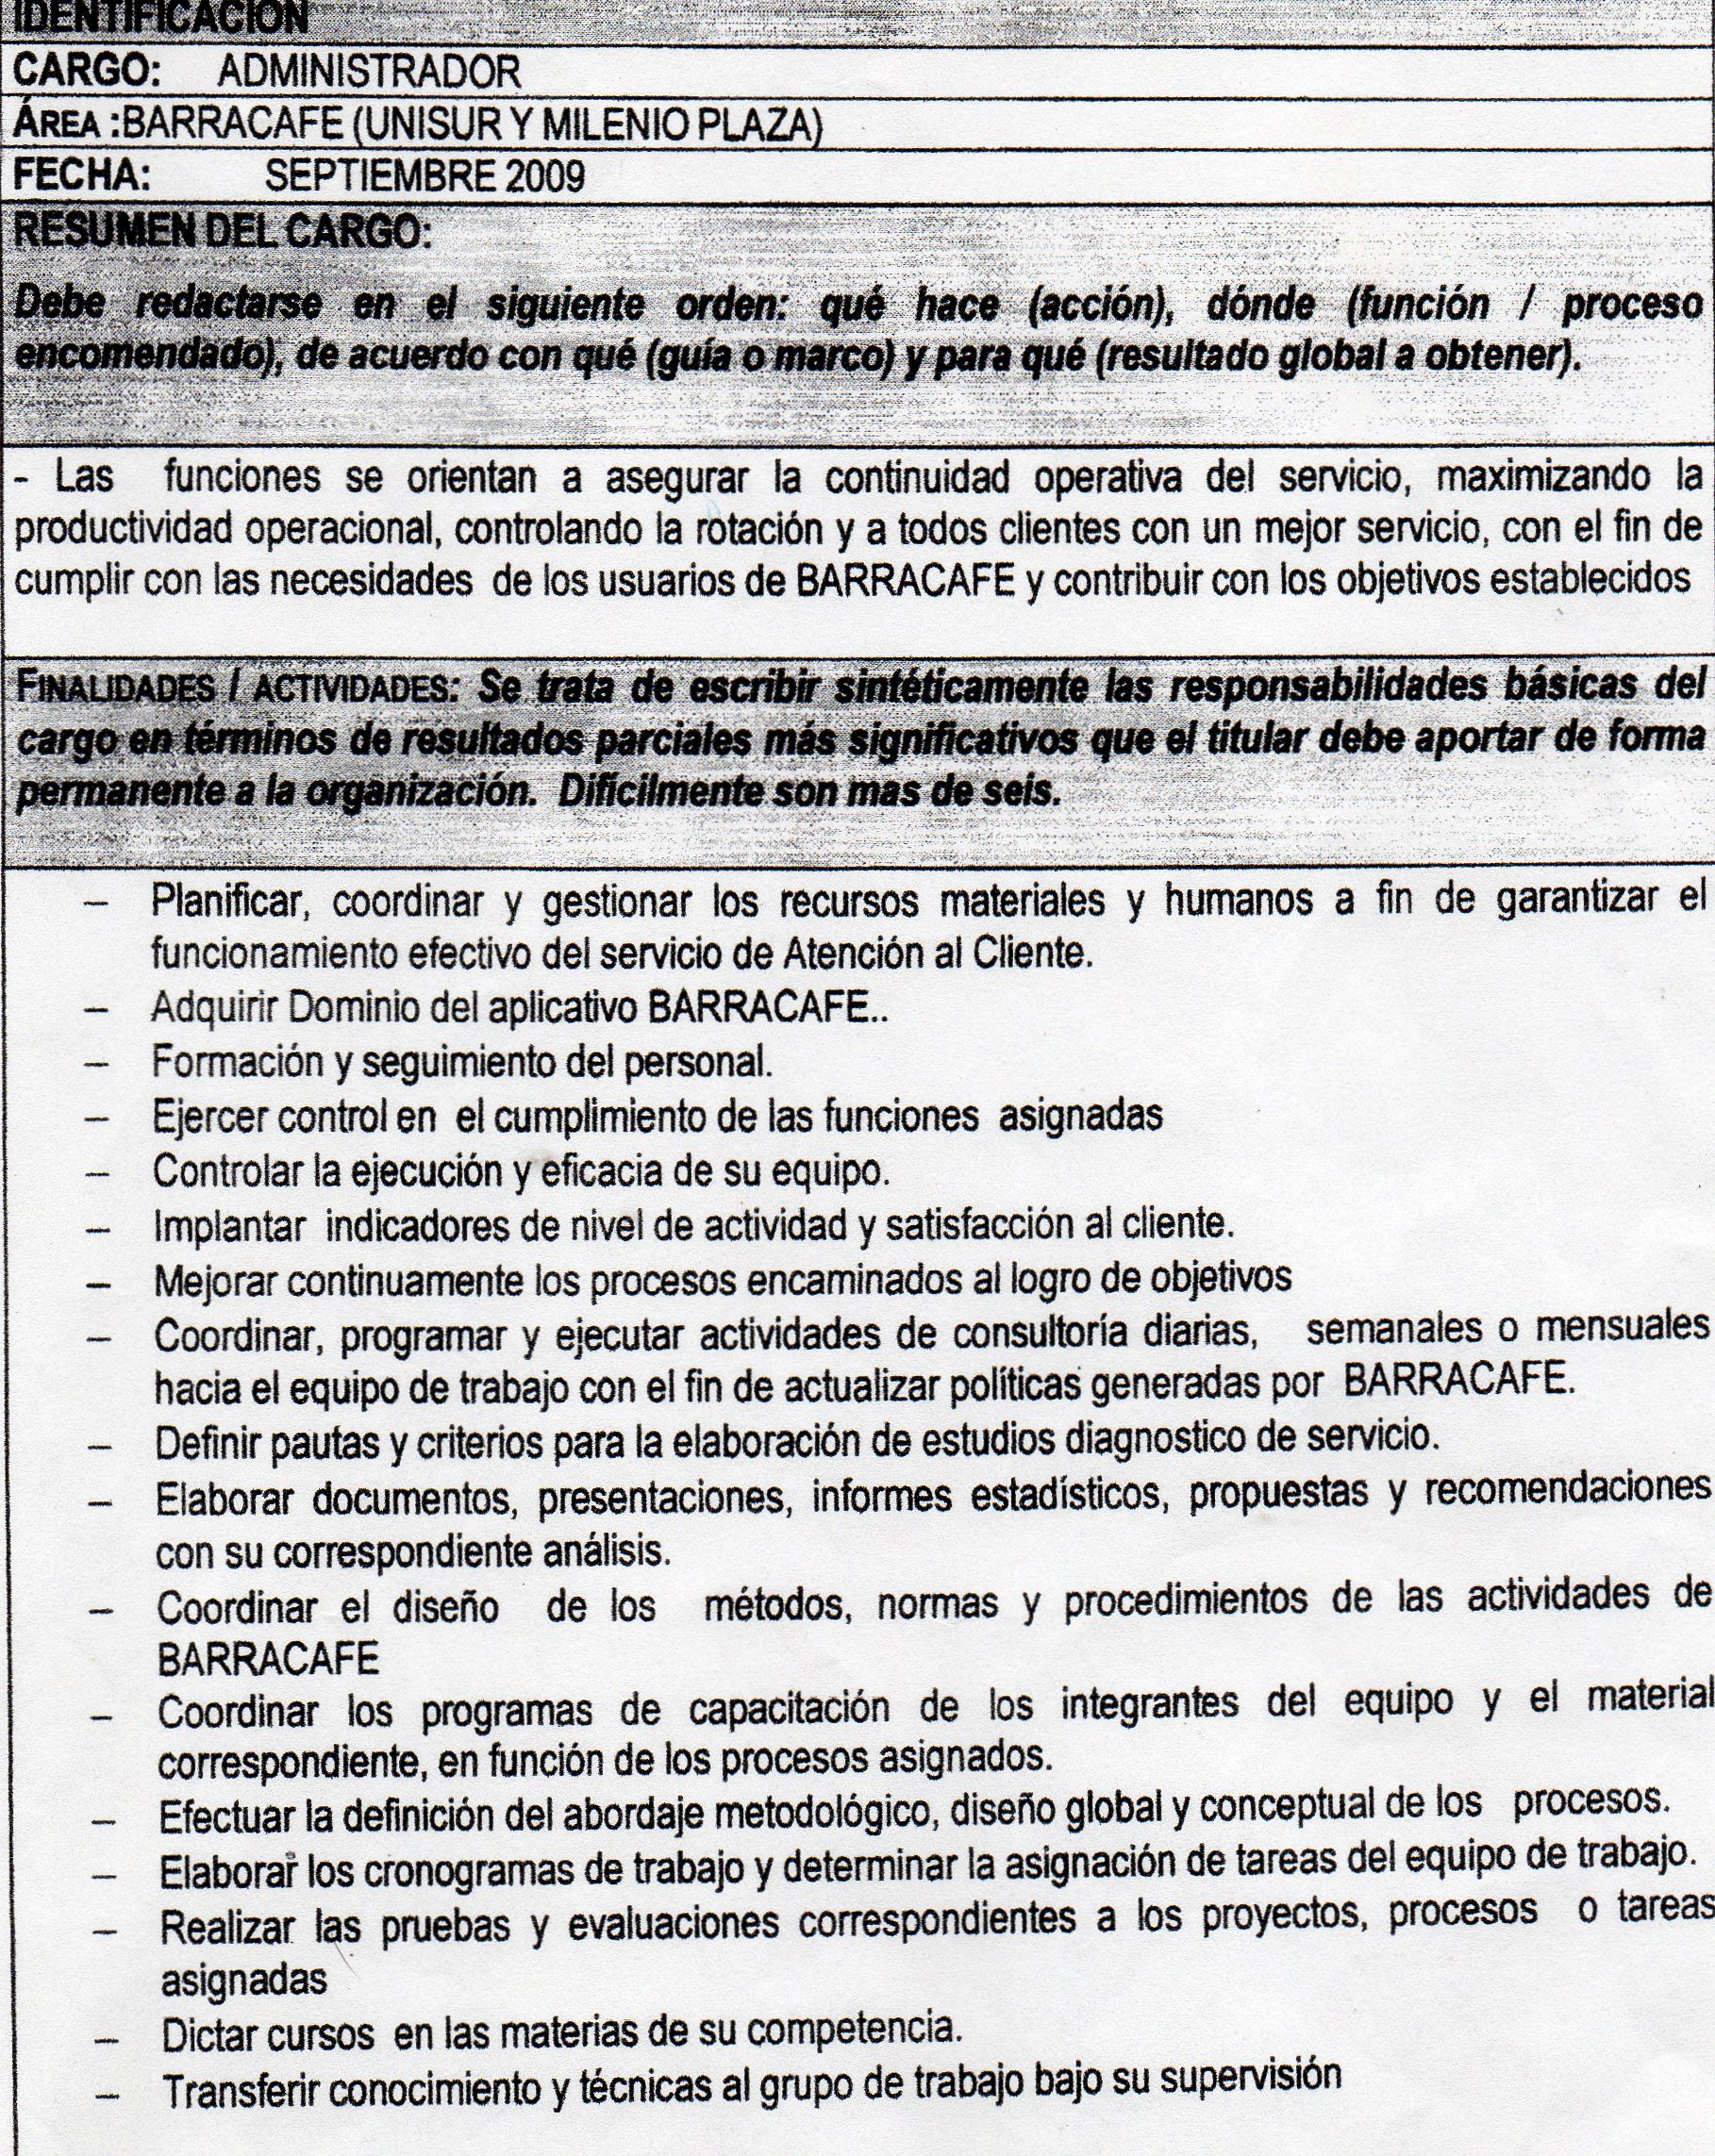 IDENTIFICACIÓN
CARGO: ADMINISTRADOR
ÁREA :BARRACAFE (UNISUR Y MILENIO PLAZA)
FECHA: SEPTIEMBRE 2009
RESUMEN DEL CARGO:
Debe redactarse en el siguiente orden: qué hace (acción), dónde (función / proceso
encomendado), de acuerdo con qué (guía o marco) y para qué (resultado global a obtener).
- Las funciones se orientan a asegurar la continuidad operativa del servicio, maximizando la
productividad operacional, controlando la rotación y a todos clientes con un mejor servicio, con el fin de
cumplir con las necesidades de los usuarios de BARRACAFE y contribuir con los objetivos establecidos
FINALIDADES / ACTIVIDADES: Se trata de escribir sintéticamente las responsabilidades básicas del
cargo en términos de resultados parciales más significativos que el titular debe aportar de forma
permanente a la organización. Difícilmente son mas de seis.
– Planificar, coordinar y gestionar los recursos materiales y humanos a fin de garantizar el
funcionamiento efectivo del servicio de Atención al Cliente.
– Adquirir Dominio del aplicativo BARRACAFE..
– Formación y seguimiento del personal.
– Ejercer control en el cumplimiento de las funciones asignadas
– Controlar la ejecución y eficacia de su equipo.
– Implantar indicadores de nivel de actividad y satisfacción al cliente.
– Mejorar continuamente los procesos encaminados al logro de objetivos
– Coordinar, programar y ejecutar actividades de consultoría diarias, semanales o mensuales
hacia el equipo de trabajo con el fin de actualizar políticas generadas por BARRACAFE.
– Definir pautas y criterios para la elaboración de estudios diagnostico de servicio.
– Elaborar documentos, presentaciones, informes estadísticos, propuestas y recomendaciones
con su correspondiente análisis.
– Coordinar el diseño de los métodos, normas y procedimientos de las actividades de
BARRACAFE
– Coordinar los programas de capacitación de los integrantes del equipo y el material
correspondiente, en función de los procesos asignados.
– Efectuar la definición del abordaje metodológico, diseño global y conceptual de los procesos.
– Elaborar los cronogramas de trabajo y determinar la asignación de tareas del equipo de trabajo.
– Realizar las pruebas y evaluaciones correspondientes a los proyectos, procesos o tareas
asignadas
– Dictar cursos en las materias de su competencia.
– Transferir conocimiento y técnicas al grupo de trabajo bajo su supervisión